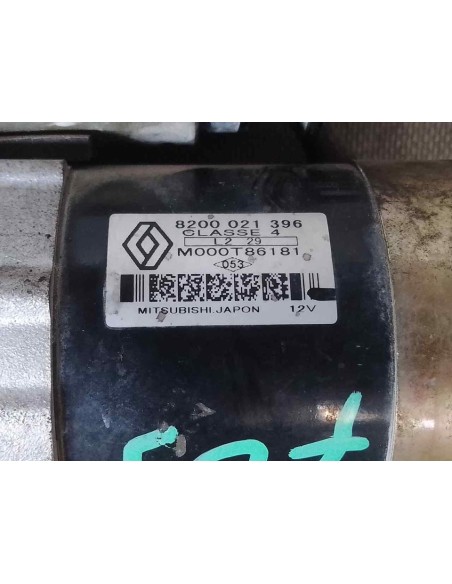 8200 021 396
CLASSE 4
L2 29
M000T86181
053
MITSUBISHI.JAPON 12V